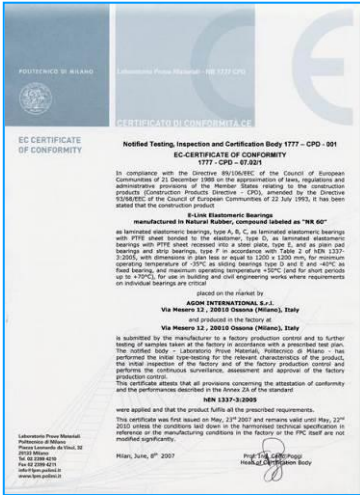 POLITECNICO DI MILANO
Laboratorio Prove Materiali - NB 1777 CPD
CERTIFICATO DI CONFORMITÀ CE
EC CERTIFICATE
OF CONFORMITY
Notified Testing, Inspection and Certification Body 1777 – CPD - 001
EC-CERTIFICATE OF CONFORMITY
1777 - CPD – 07.02/1
In compliance with the Directive 89/106/EEC of the Council of European
Communities of 21 December 1988 on the approximation of laws, regulations and
administrative provisions of the Member States relating to the construction
products (Construction Products Directive - CPD), amended by the Directive
93/68/EEC of the Council of European Communities of 22 July 1993, it has been
stated that the construction product
E-Link Elastomeric Bearings
manufactured in Natural Rubber, compound labeled as "NR 60"
as laminated elastomeric bearings, type A, B, C, as laminated elastomeric bearings
with PTFE sheet bonded to the elastomer, type D, as laminated elastomeric
bearings with PTFE sheet recessed into a steel plate, type E, and as plain pad
bearings and strip bearings, type F in accordance with Table 2 of hEN 1337-
3:2005, with dimensions in plan less or equal to 1200 x 1200 mm, for minimum
operating temperature of -35°C as sliding bearings type D and E and -40°C as
fixed bearing, and maximum operating temperature +50°C (and for short periods
up to +70°C), for use in building and civil engineering works where requirements
on individual bearings are critical
placed on the market by
AGOM INTERNATIONAL S.r.l.
Via Mesero 12 , 20010 Ossona (Milano), Italy
and produced in the factory at
Via Mesero 12 , 20010 Ossona (Milano), Italy
is submitted by the manufacturer to a factory production control and to further
testing of samples taken at the factory in accordance with a prescribed test plan.
The notified body - Laboratorio Prove Materiali, Politecnico di Milano - has
performed the initial type-testing for the relevant characteristics of the product,
the initial inspection of the factory and of the factory production control and
performs the continuous surveillance, assessment and approval of the factory
production control.
This certificate attests that all provisions concerning the attestation of conformity
and the performances described in the Annex ZA of the standard
hEN 1337-3:2005
were applied and that the product fulfils all the prescribed requirements.
This certificate was first issued on May, 23rd 2007 and remains valid until May, 22nd
2010 unless the conditions laid down in the harmonised technical specification in
reference or the manufacturing conditions in the factory or the FPC itself are not
modified significantly.
Milan, June, 8th 2007
Prof. Ing. Carlo Poggi
Head of Certification Body
Laboratorio Prove Materiali
Politecnico di Milano
Piazza Leonardo da Vinci, 32
20133 Milano
Tel 02 2399 4210
Fax 02 2399 4211
info@lpm.polimi.it
www.lpm.polimi.it